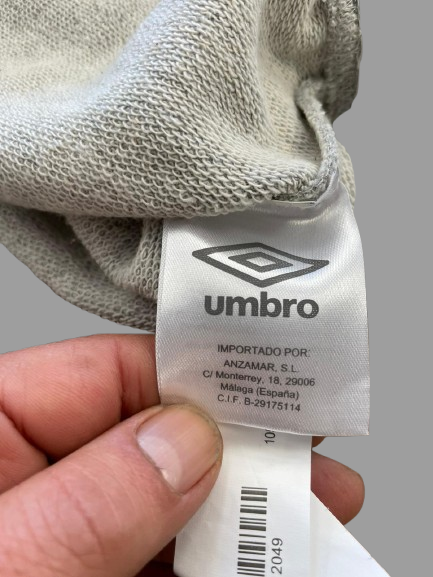 umbro
IMPORTADO POR:
ANZAMAR, S.L.
C/ Monterrey, 18, 29006
Málaga (España)
C.I.F. B-29175114
2049